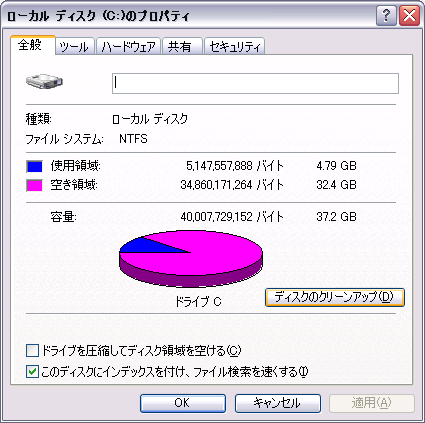 ローカル ディスク (C:)のプロパティ
全般 ツール ハードウェア 共有 セキュリティ
種類: ローカル ディスク
ファイル システム: NTFS
使用領域: 5,147,557,888 バイト 4.79 GB
空き領域: 34,860,171,264 バイト 32.4 GB
容量: 40,007,729,152 バイト 37.2 GB
ドライブ C
ディスクのクリーンアップ(D)
ドライブを圧縮してディスク領域を空ける(C)
このディスクにインデックスを付け、ファイル検索を速くする(I)
OK キャンセル 適用(A)